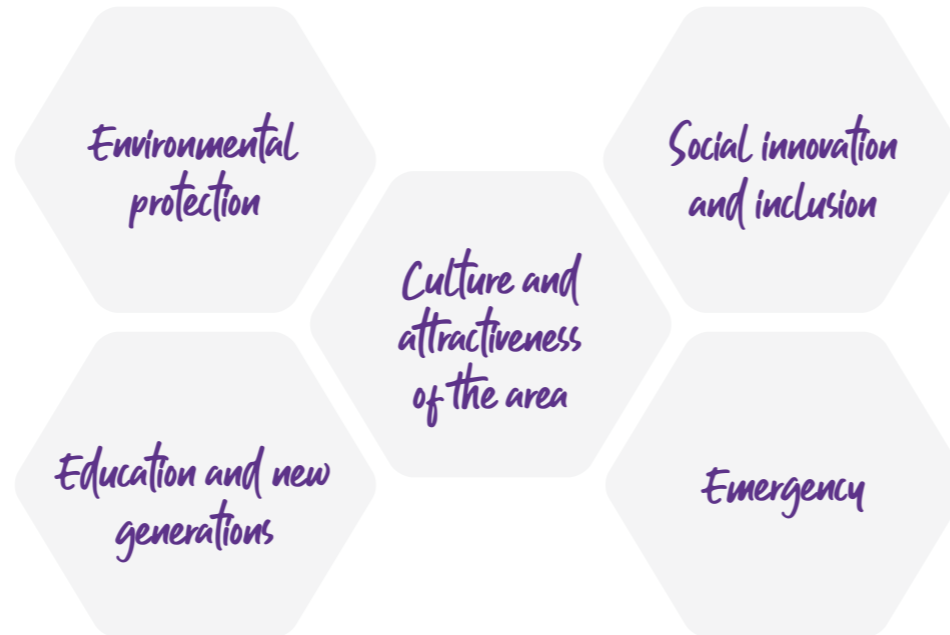 Environmental
protection
Social innovation
and inclusion
Culture and
attractiveness
of the area
Education and new
generations
Emergency